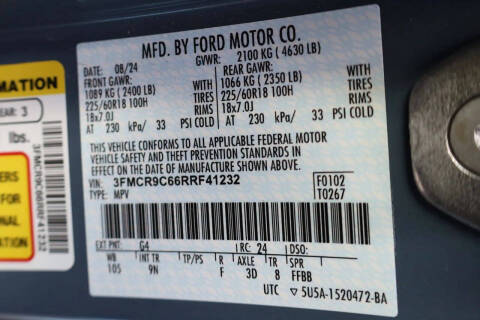 MFD. BY FORD MOTOR CO.
08/24
GVWR: 2100 KG ( 4630 LB)
FRONT GAWR:
1089 KG ( 2400 LB)
225/60R18 100H
18x7.0J
TIRES
RIMS
AT 230 kPa/ 33 PSI COLD
REAR GAWR:
1066 KG ( 2350 LB)
225/60R18 100H
18x7.0J
TIRES
RIMS
AT 230 kPa/ 33 PSI COLD
THIS VEHICLE CONFORMS TO ALL APPLICABLE FEDERAL MOTOR
VEHICLE SAFETY AND THEFT PREVENTION STANDARDS IN
EFFECT ON THE DATE OF MANUFACTURE SHOWN ABOVE.
VIN: 3FMCR9C66RRF41232
TYPE: MPV
F0102
T0267
EXT PNT: G4 RC: 24 DSO:
WB INT TR TP/PS R AXLE TR SPR
105 9N F 3D 8 FFBB
UTC ▽ 5U5A-1520472-BA
MATION
EAR: 3
lbs.
3FMCR9C66RRF41232
ERS
FOR
NAL
ATION